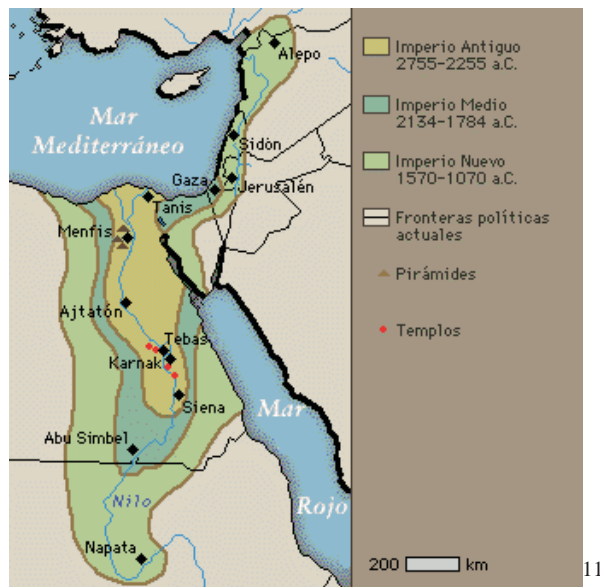 Alepo
Mar
Mediterráneo
Sidón
Gaza
Jerusalén
Tanis
Menfis
Ajtatón
Tebas
Karnak
Siena
Mar
Abu Simbel
Nilo
Rojo
Napata
Imperio Antiguo
2755-2255 a.C.
Imperio Medio
2134-1784 a.C.
Imperio Nuevo
1570-1070 a.C.
Fronteras políticas
actuales
Pirámides
Templos
200 km
11